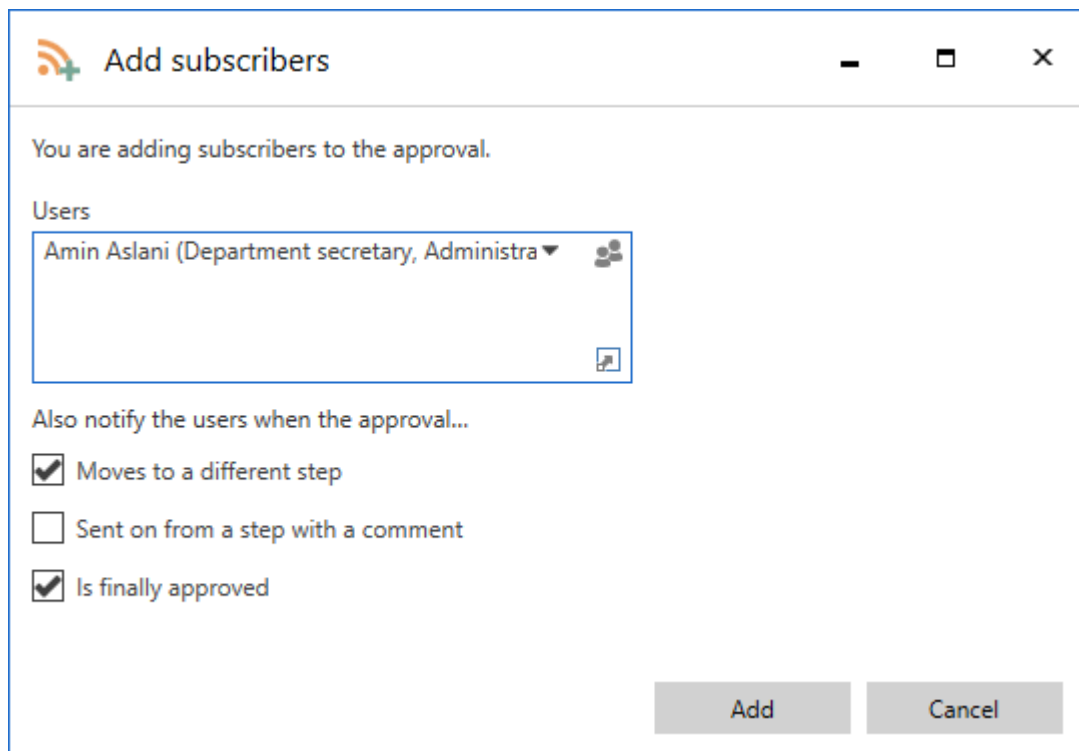 Add subscribers
You are adding subscribers to the approval.
Users
Amin Aslani (Department secretary, Administra
Also notify the users when the approval...
Moves to a different step
Sent on from a step with a comment
Is finally approved
Add Cancel